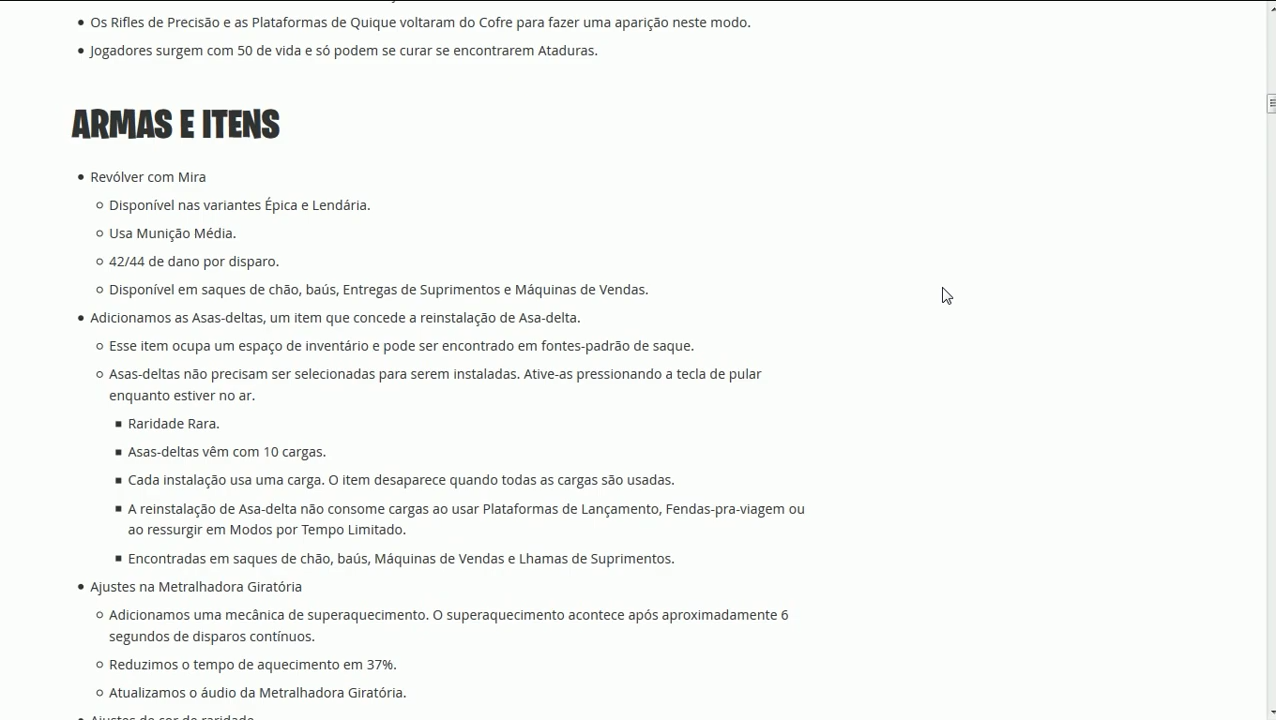 Os Rifles de Precisão e as Plataformas de Quique voltaram do Cofre para fazer uma aparição neste modo.
Jogadores surgem com 50 de vida e só podem se curar se encontrarem Ataduras.
ARMAS E ITENS
Revólver com Mira
Disponível nas variantes Épica e Lendária.
Usa Munição Média.
42/44 de dano por disparo.
Disponível em saques de chão, baús, Entregas de Suprimentos e Máquinas de Vendas.
Adicionamos as Asas-deltas, um item que concede a reinstalação de Asa-delta.
Esse item ocupa um espaço de inventário e pode ser encontrado em fontes-padrão de saque.
Asas-deltas não precisam ser selecionadas para serem instaladas. Ative-as pressionando a tecla de pular
enquanto estiver no ar.
Raridade Rara.
Asas-deltas vêm com 10 cargas.
Cada instalação usa uma carga. O item desaparece quando todas as cargas são usadas.
A reinstalação de Asa-delta não consome cargas ao usar Plataformas de Lançamento, Fendas-pra-viagem ou
ao ressurgir em Modos por Tempo Limitado.
Encontradas em saques de chão, baús, Máquinas de Vendas e Lhamas de Suprimentos.
Ajustes na Metralhadora Giratória
Adicionamos uma mecânica de superaquecimento. O superaquecimento acontece após aproximadamente 6
segundos de disparos contínuos.
Reduzimos o tempo de aquecimento em 37%.
Atualizamos o áudio da Metralhadora Giratória.
Ajustes de cor de raridade